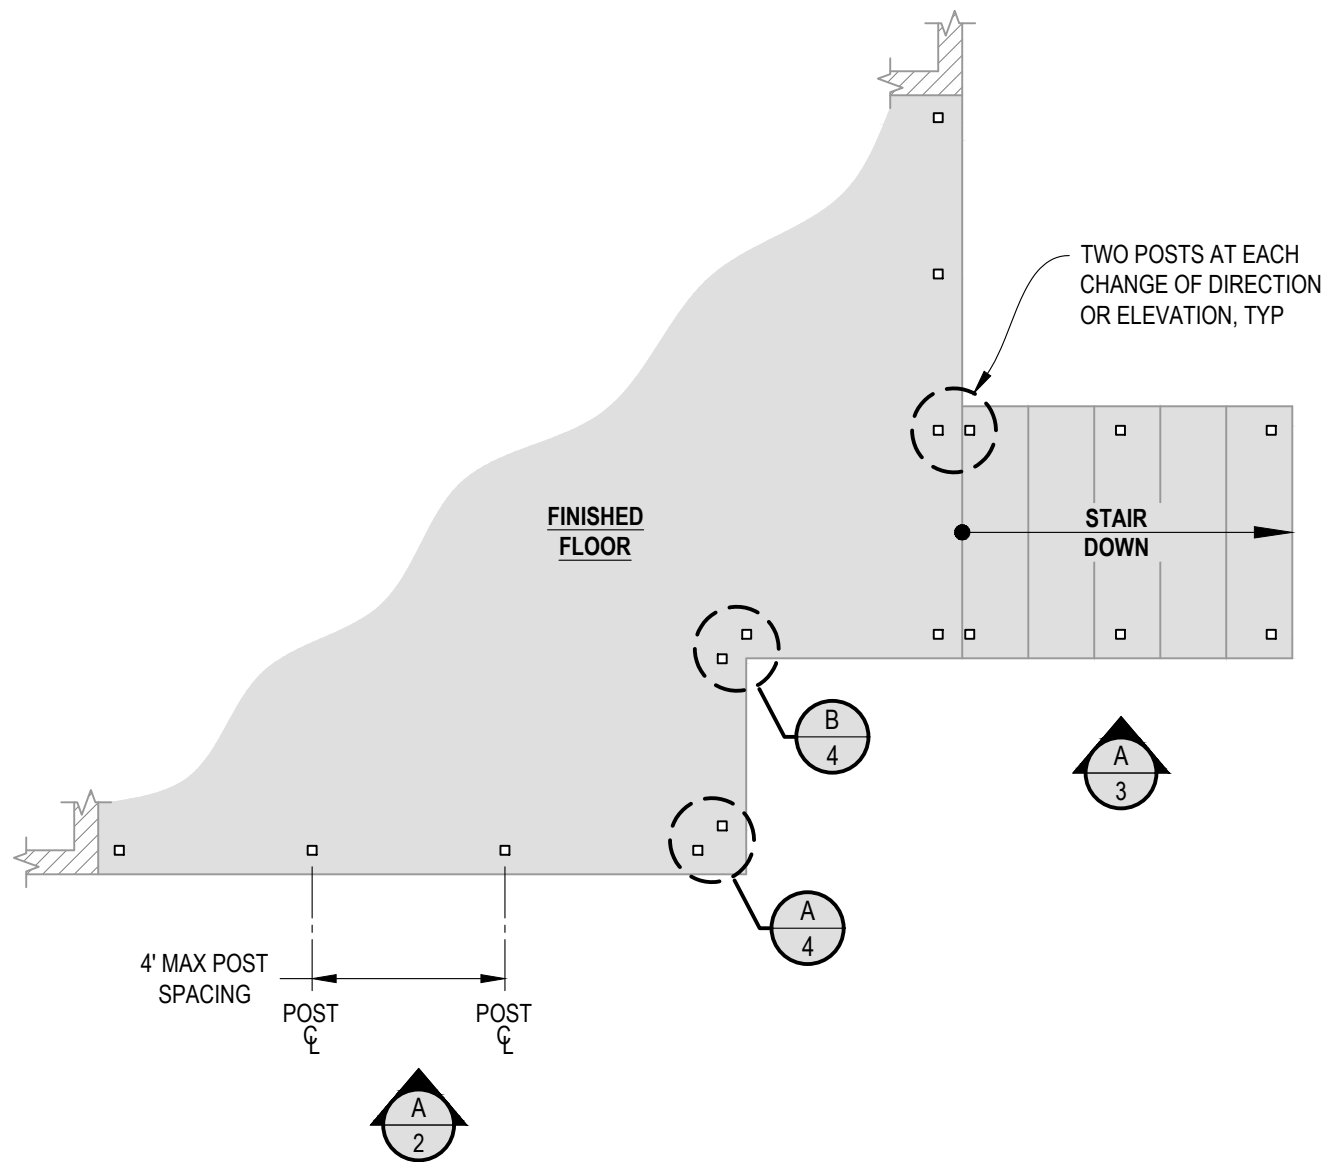 TWO POSTS AT EACH
CHANGE OF DIRECTION
OR ELEVATION, TYP
FINISHED
FLOOR
STAIR
DOWN
B
4
A
3
A
4
4' MAX POST
SPACING
POST
℄
POST
℄
A
2